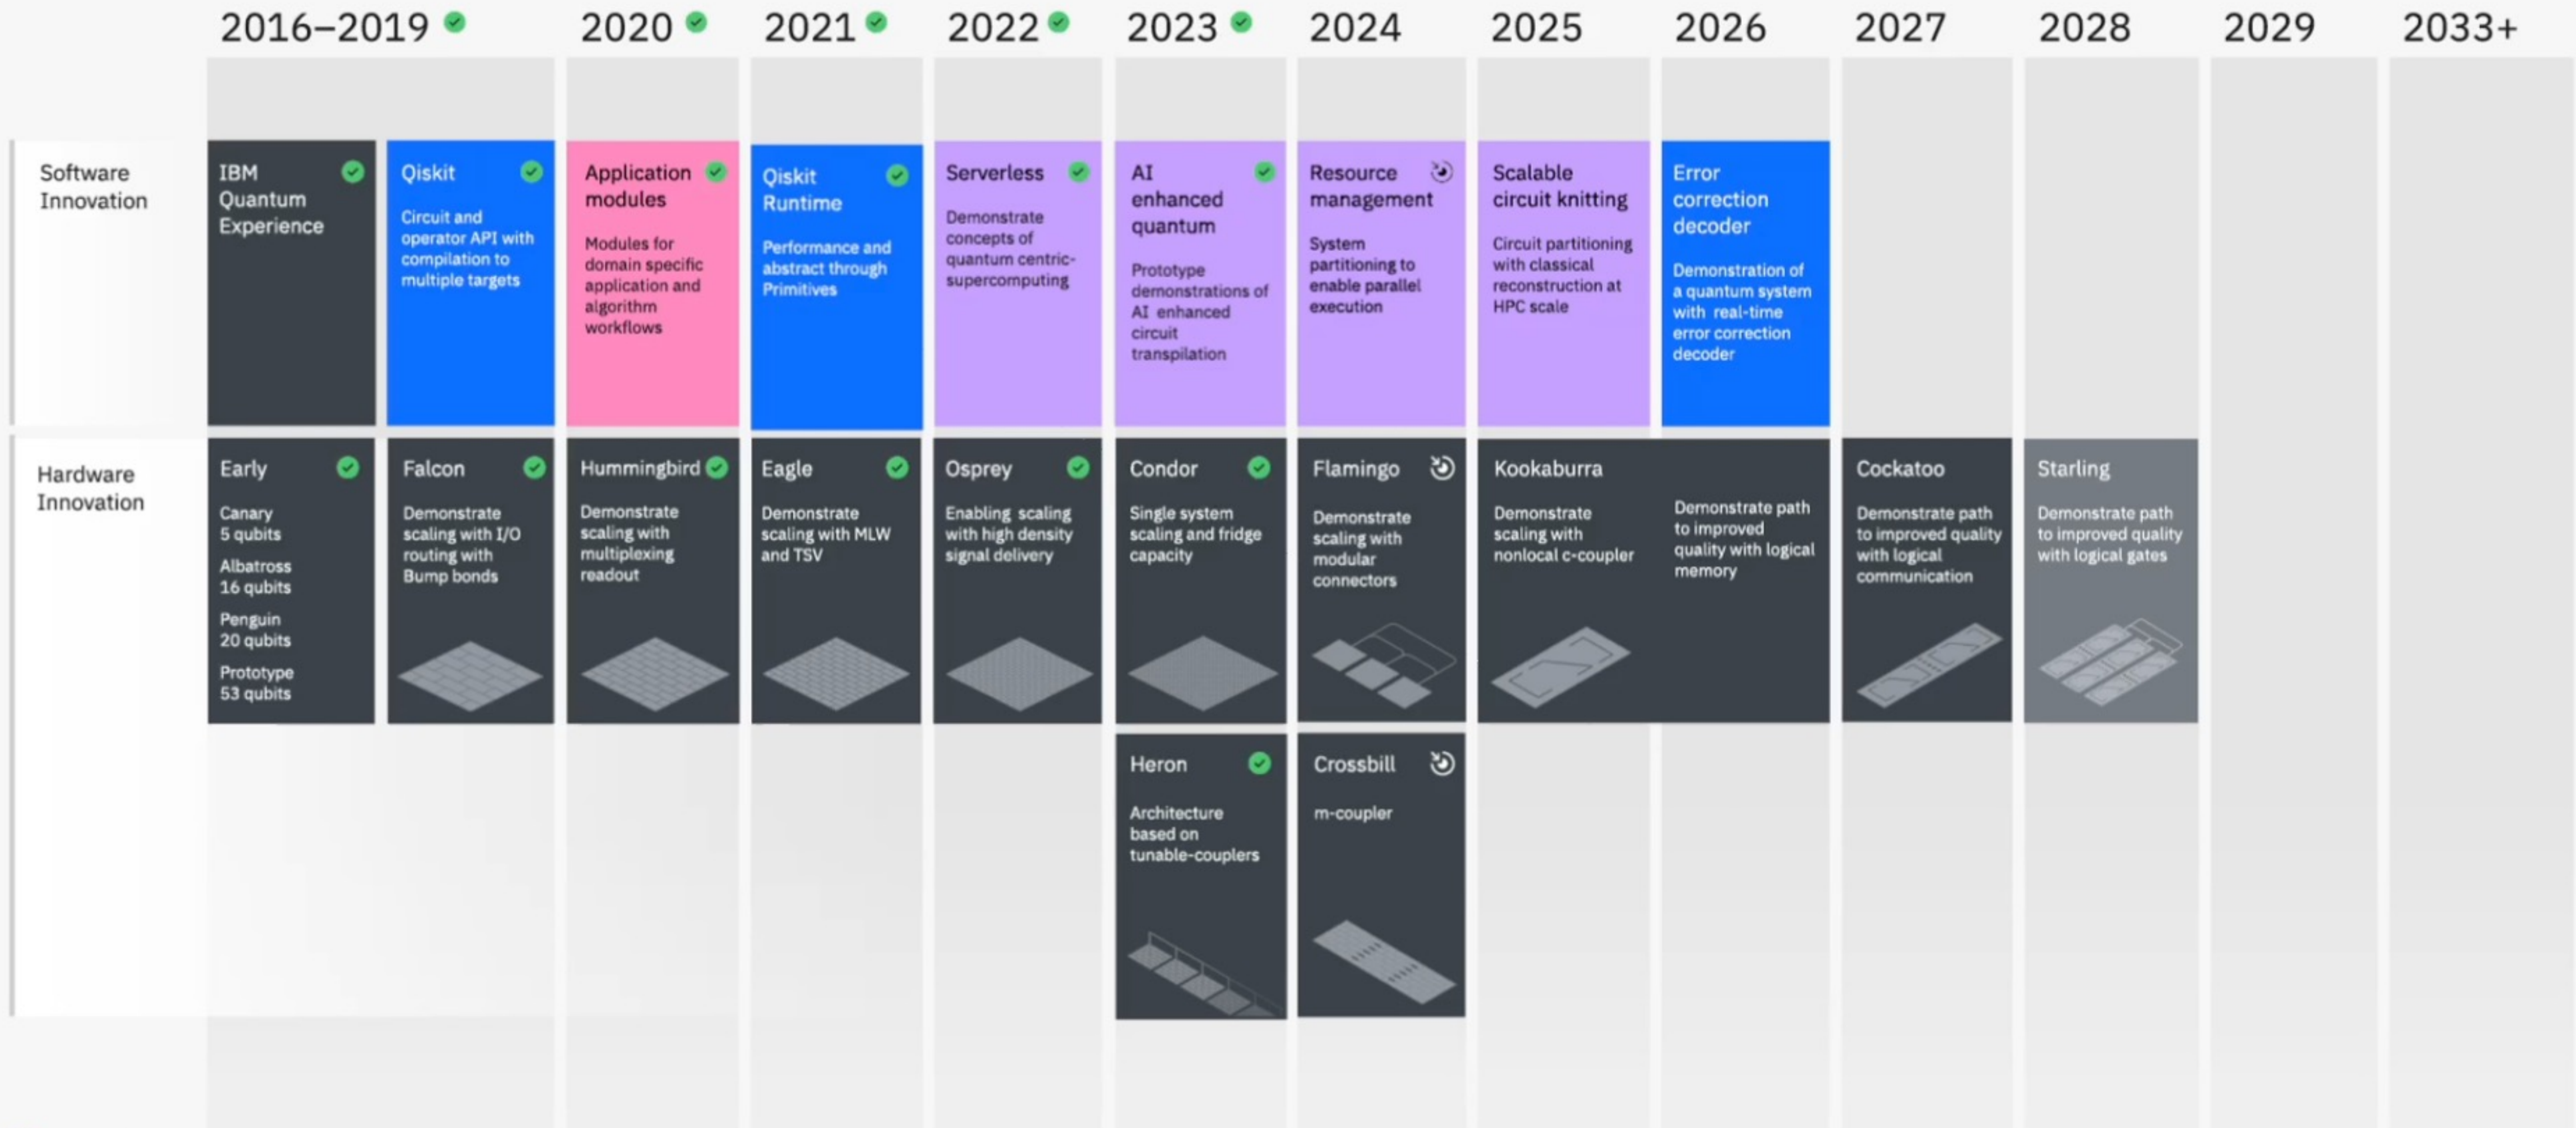 2016–2019
2020
2021
2022
2023
2024
2025
2026
2027
2028
2029
2033+
Software
Innovation
IBM
Quantum
Experience
Qiskit
Circuit and
operator API with
compilation to
multiple targets
Application
modules
Modules for
domain specific
application and
algorithm
workflows
Qiskit
Runtime
Performance and
abstract through
Primitives
Serverless
Demonstrate
concepts of
quantum centric-
supercomputing
AI
enhanced
quantum
Prototype
demonstrations of
AI enhanced
circuit
transpilation
Resource
management
System
partitioning to
enable parallel
execution
Scalable
circuit knitting
Circuit partitioning
with classical
reconstruction at
HPC scale
Error
correction
decoder
Demonstration of
a quantum system
with real-time
error correction
decoder
Hardware
Innovation
Early
Canary
5 qubits
Albatross
16 qubits
Penguin
20 qubits
Prototype
53 qubits
Falcon
Demonstrate
scaling with I/O
routing with
Bump bonds
Hummingbird
Demonstrate
scaling with
multiplexing
readout
Eagle
Demonstrate
scaling with MLW
and TSV
Osprey
Enabling scaling
with high density
signal delivery
Condor
Single system
scaling and fridge
capacity
Flamingo
Demonstrate
scaling with
modular
connectors
Kookaburra
Demonstrate
scaling with
nonlocal c-coupler
Demonstrate path
to improved
quality with logical
memory
Cockatoo
Demonstrate path
to improved quality
with logical
communication
Starling
Demonstrate path
to improved quality
with logical gates
Heron
Architecture
based on
tunable-couplers
Crossbill
m-coupler